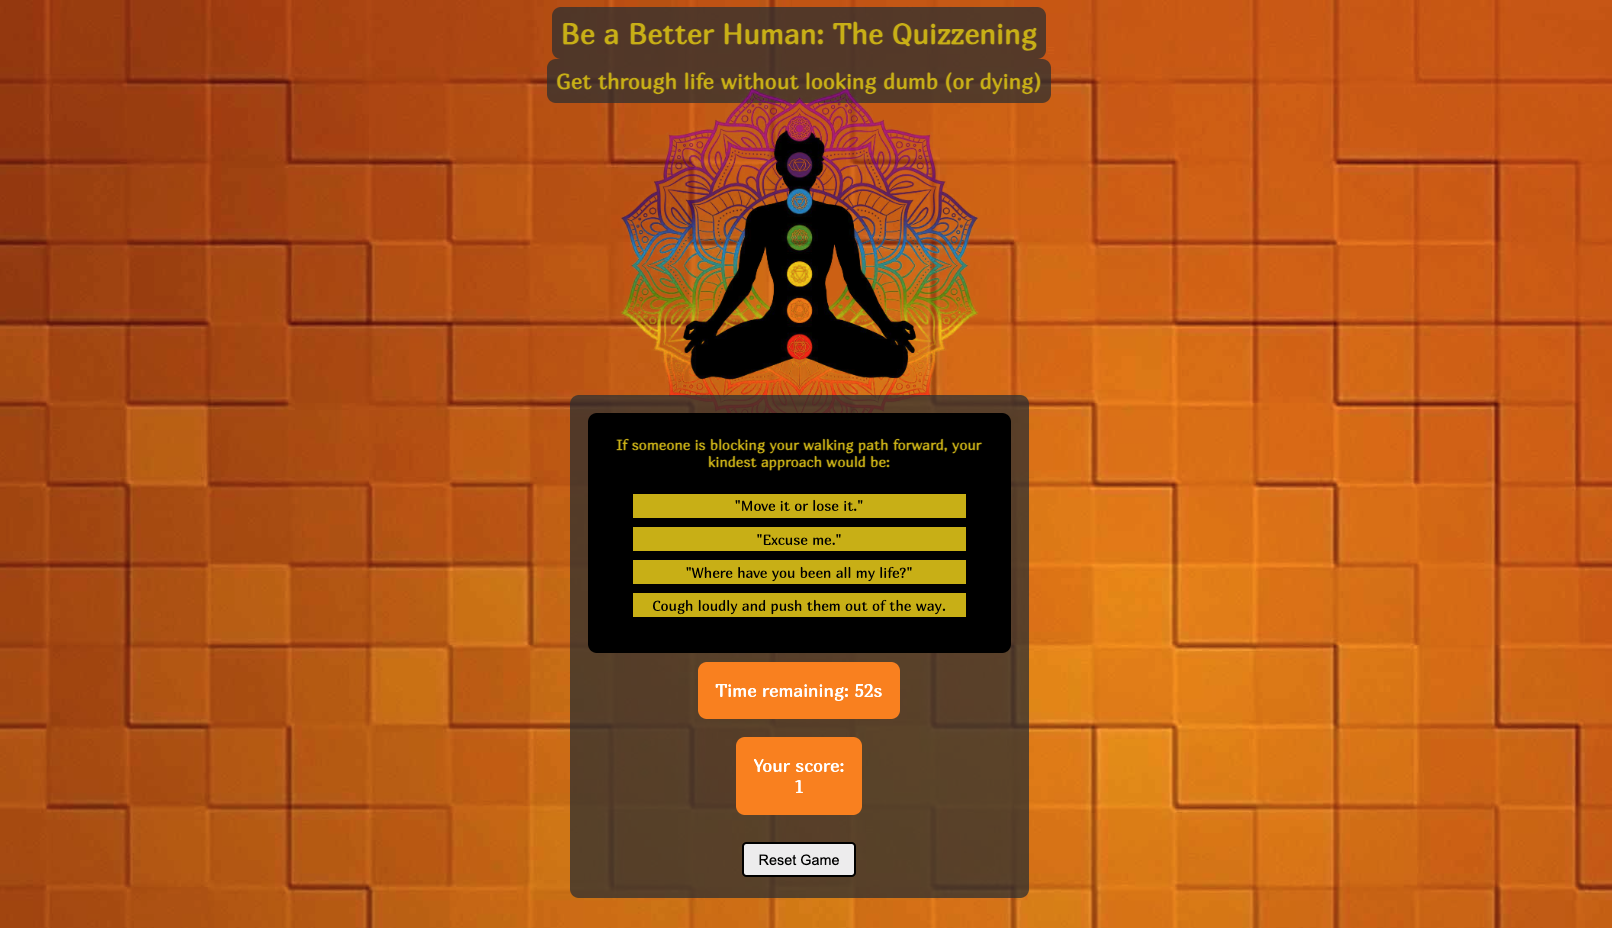 Be a Better Human: The Quizzening
Get through life without looking dumb (or dying)
If someone is blocking your walking path forward, your
kindest approach would be:
"Move it or lose it."
"Excuse me."
"Where have you been all my life?"
Cough loudly and push them out of the way.
Time remaining: 52s
Your score:
1
Reset Game